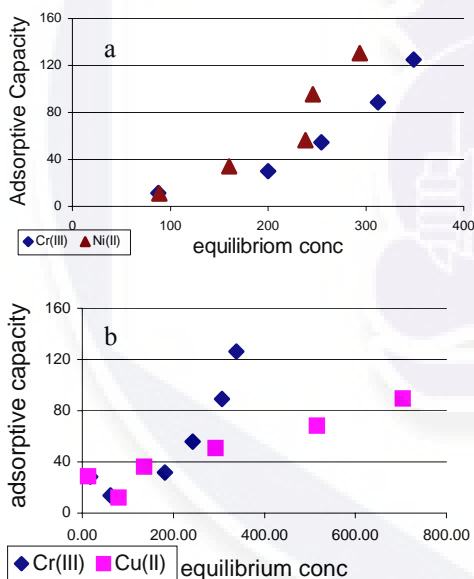 a
Adsorptive Capacity
160
120
80
40
0
0 100 200 300 400
Cr(III) Ni(II)
equilibriom conc
b
adsorptive capacity
160
120
80
40
0
0.00 200.00 400.00 600.00 800.00
Cr(III) Cu(II)
equilibrium conc